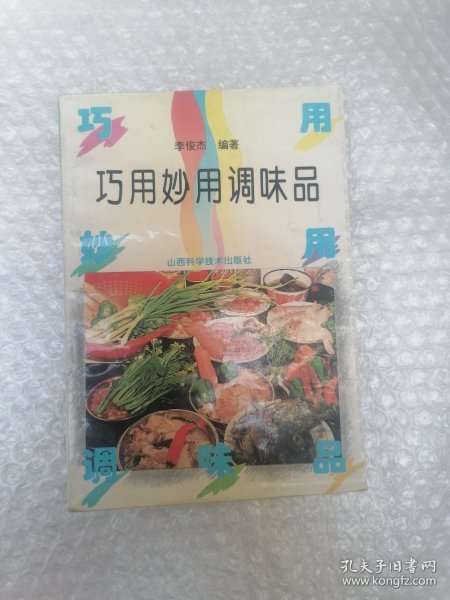 巧 用
李俊杰 编著
巧用妙用调味品
妙 用
山西科学技术出版社
调 味 品
孔夫子旧书网
www.kongfz.com